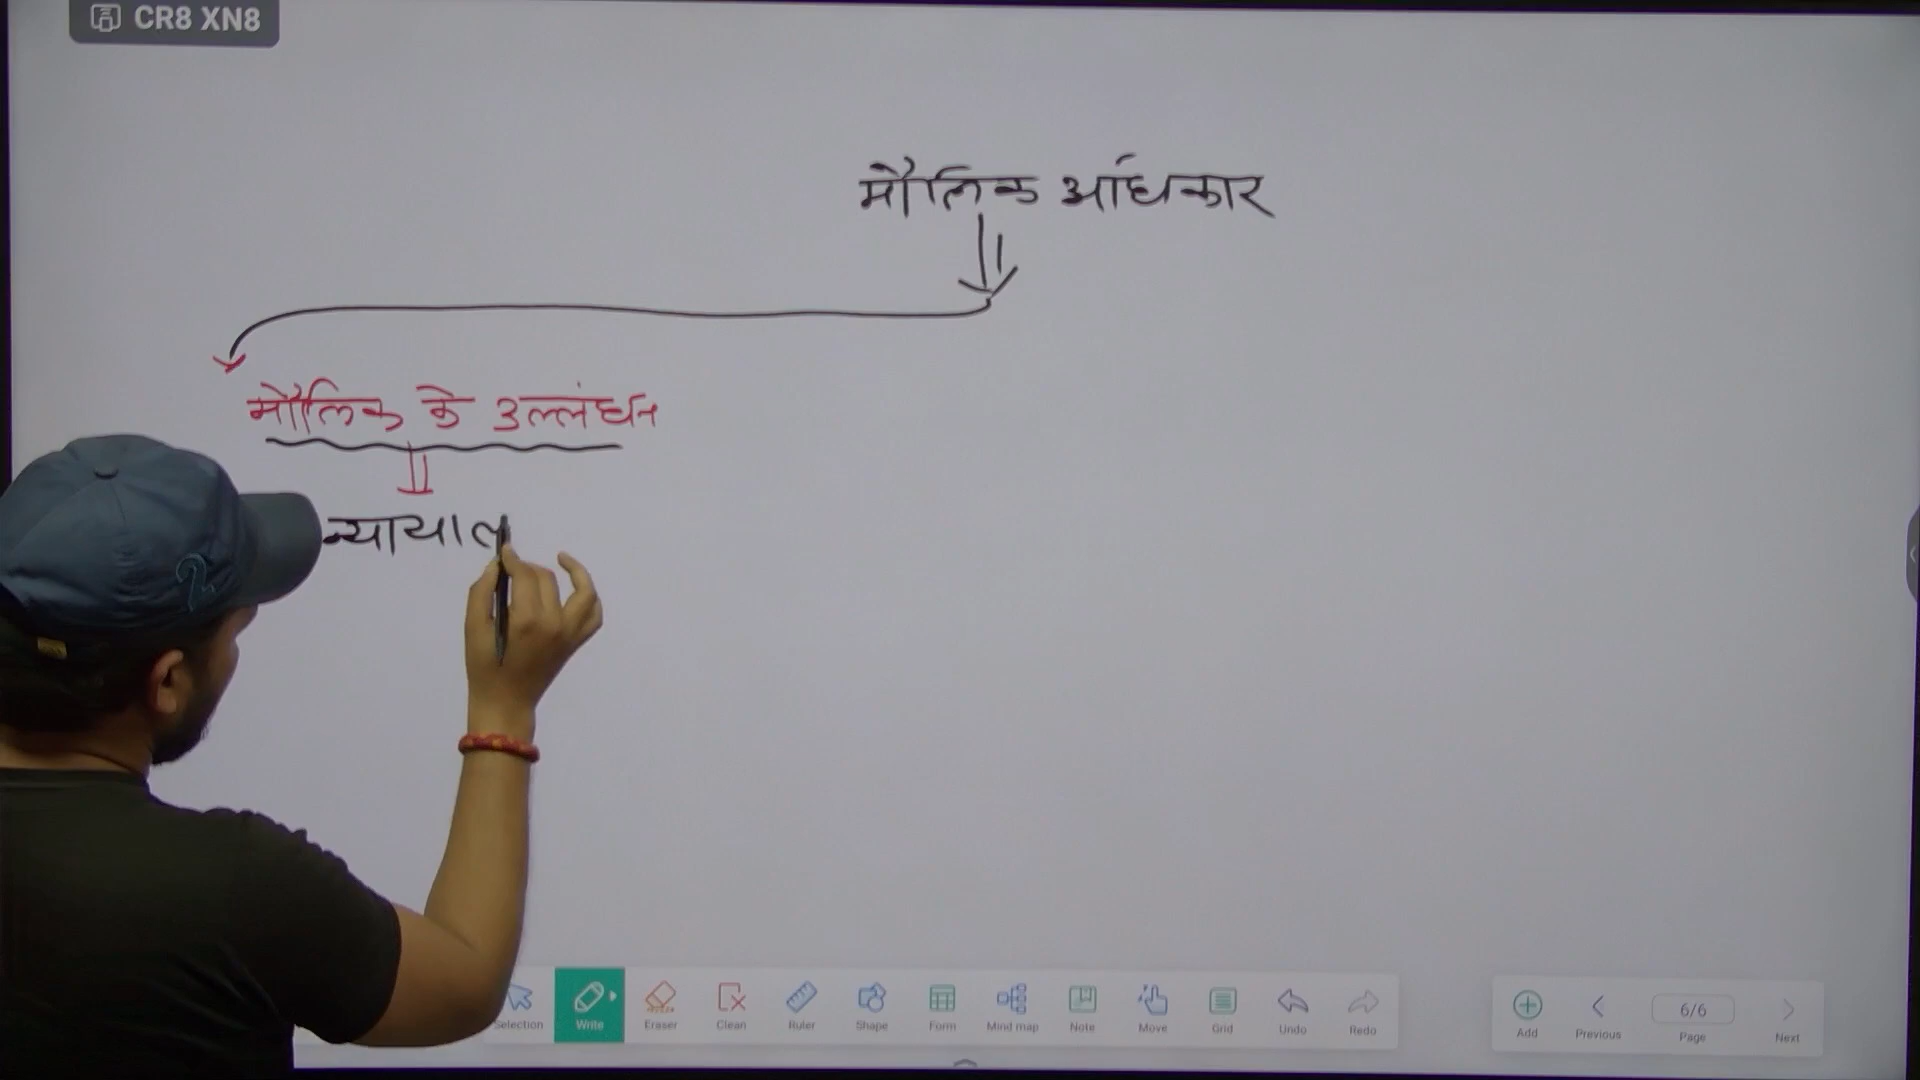 CR8 XN8
मौलिक अधिकार
मौलिक के उल्लंघन
न्यायाल
Selection Write Eraser Clean Ruler Shape Form Mind map Note Move Grid Undo Redo
Add Previous 6/6 Page Next